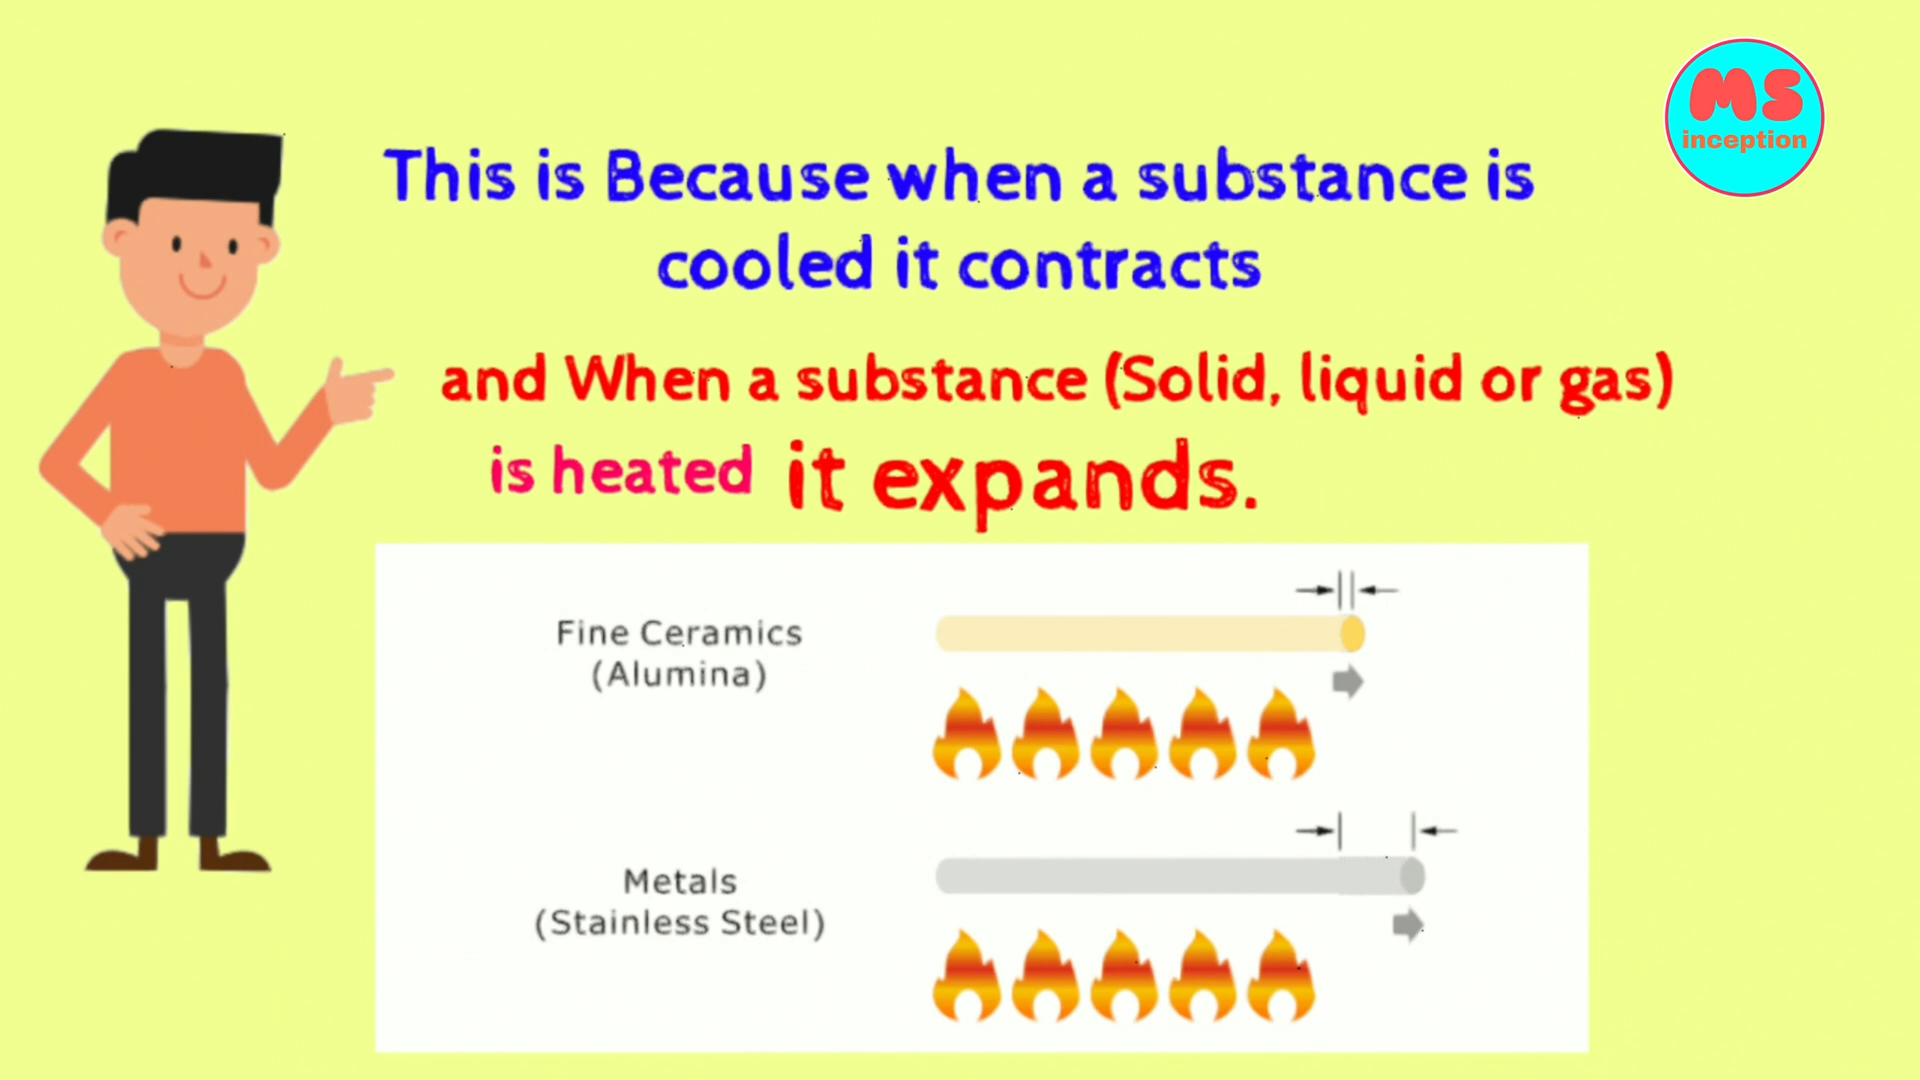 MS
inception
This is Because when a substance is
cooled it contracts
and When a substance (Solid, liquid or gas)
is heated it expands.
Fine Ceramics
(Alumina)
Metals
(Stainless Steel)